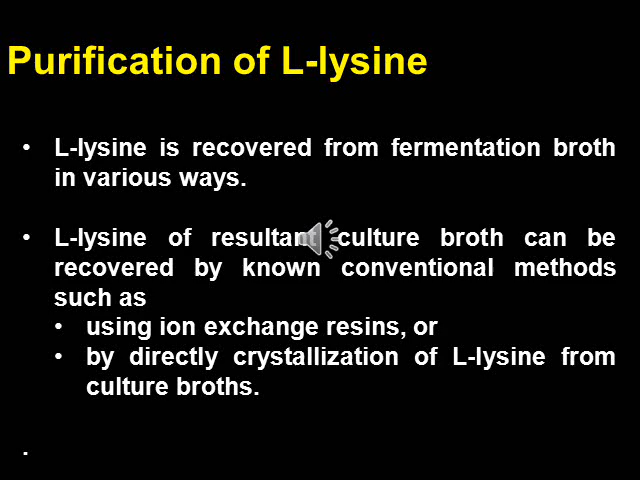 Purification of L-lysine
• L-lysine is recovered from fermentation broth
in various ways.
• L-lysine of resultant culture broth can be
recovered by known conventional methods
such as
• using ion exchange resins, or
• by directly crystallization of L-lysine from
culture broths.
.